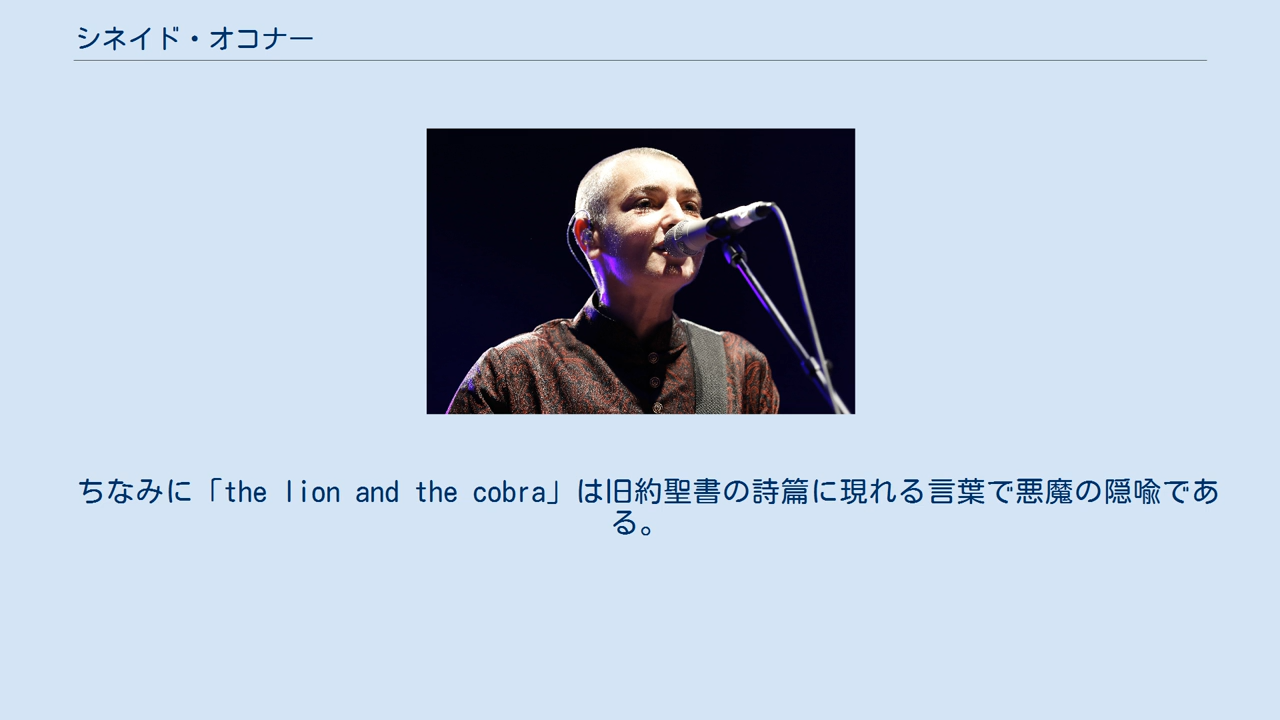 シネイド・オコナー
ちなみに「the lion and the cobra」は旧約聖書の詩篇に現れる言葉で悪魔の隠喩であ
る。